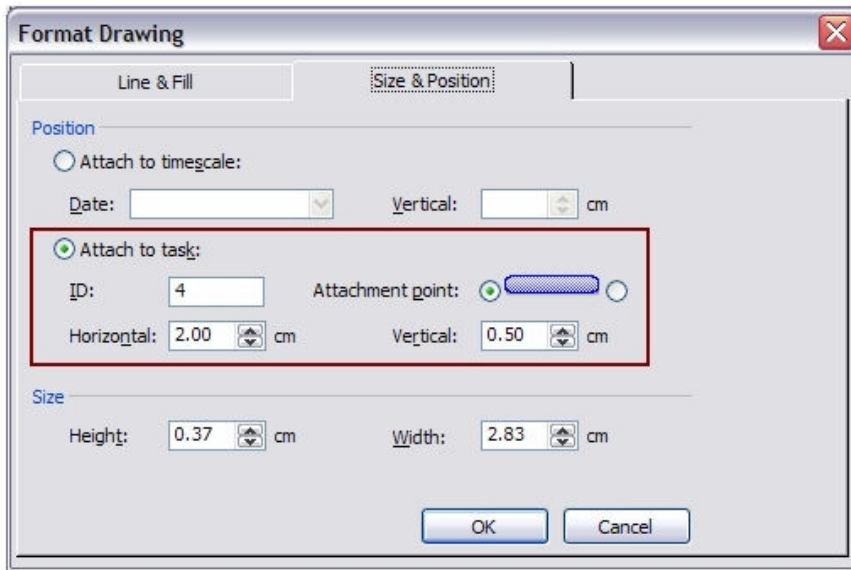 Format Drawing
Line & Fill Size & Position
Position
Attach to timescale:
Date: Vertical: cm
Attach to task:
ID: 4 Attachment point:
Horizontal: 2.00 cm Vertical: 0.50 cm
Size
Height: 0.37 cm Width: 2.83 cm
OK Cancel